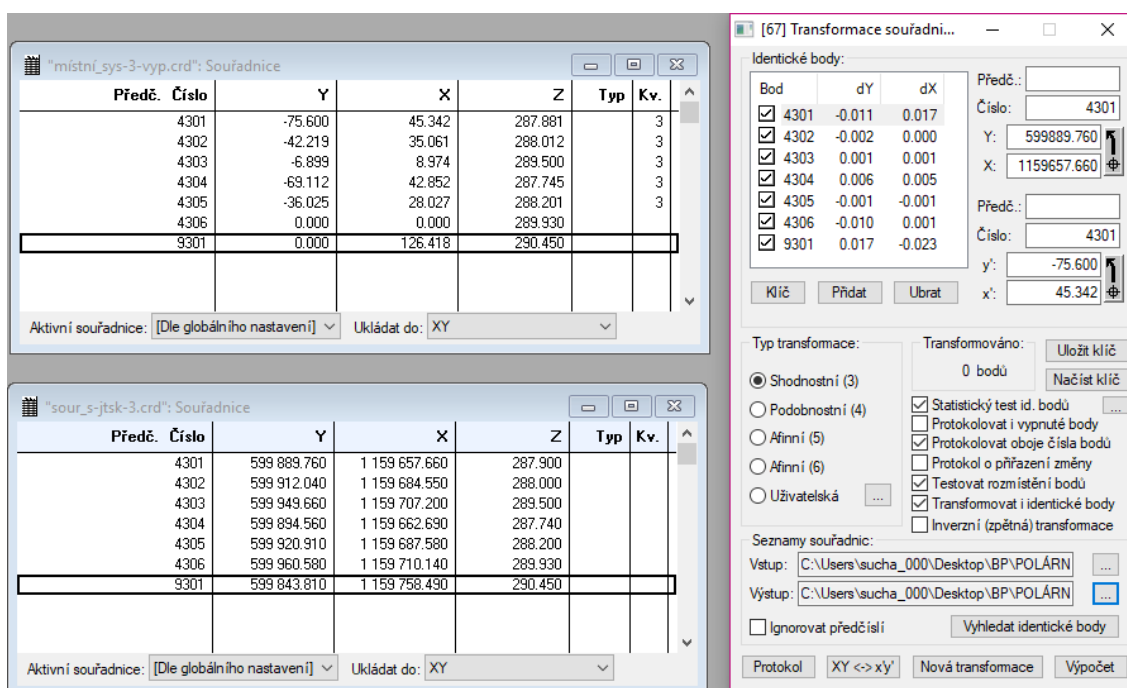 "místní_sys-3-vyp.crd": Souřadnice
Předč. Číslo Y X Z Typ Kv.
4301 -75.600 45.342 287.881 3
4302 -42.219 35.061 288.012 3
4303 -6.899 8.974 289.500 3
4304 -69.112 42.852 287.745 3
4305 -36.025 28.027 288.201 3
4306 0.000 0.000 289.930
9301 0.000 126.418 290.450
Aktivní souřadnice: [Dle globálního nastavení] Ukládat do: XY
"sour_s-jtsk-3.crd": Souřadnice
Předč. Číslo Y X Z Typ Kv.
4301 599 889.760 1 159 657.660 287.900
4302 599 912.040 1 159 684.550 288.000
4303 599 949.660 1 159 707.200 289.500
4304 599 894.560 1 159 662.690 287.740
4305 599 920.910 1 159 687.580 288.200
4306 599 960.580 1 159 710.140 289.930
9301 599 843.810 1 159 758.490 290.450
Aktivní souřadnice: [Dle globálního nastavení] Ukládat do: XY
[67] Transformace souřadni...
Identické body:
Bod dY dX
4301 -0.011 0.017
4302 -0.002 0.000
4303 0.001 0.001
4304 0.006 0.005
4305 -0.001 -0.001
4306 -0.010 0.001
9301 0.017 -0.023
Klíč Přidat Ubrat
Předč.:
Číslo: 4301
Y: 599889.760
X: 1159657.660
Předč.:
Číslo: 4301
y': -75.600
x': 45.342
Typ transformace:
Shodnostní (3)
Podobnostní (4)
Afinní (5)
Afinní (6)
Uživatelská ...
Transformováno:
0 bodů
Uložit klíč
Načíst klíč
Statistický test id. bodů ...
Protokolovat i vypnuté body
Protokolovat oboje čísla bodů
Protokol o přiřazení změny
Testovat rozmístění bodů
Transformovat i identické body
Inverzní (zpětná) transformace
Seznamy souřadnic:
Vstup: C:\Users\sucha_000\Desktop\BP\POLÁRN ...
Výstup: C:\Users\sucha_000\Desktop\BP\POLÁRN ...
Ignorovat předčíslí Vyhledat identické body
Protokol XY <-> x'y' Nová transformace Výpočet